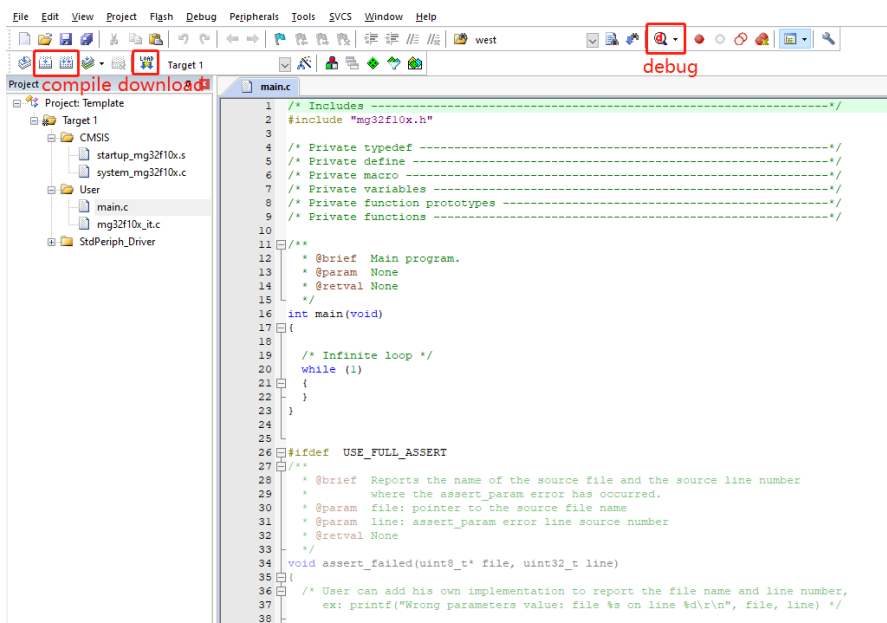 File Edit View Project Flash Debug Peripherals Tools SVCS Window Help
west
LOAD Target 1
debug
Project compile download
main.c
Project: Template
Target 1
CMSIS
startup_mg32f10x.s
system_mg32f10x.c
User
main.c
mg32f10x_it.c
StdPeriph_Driver
1 /* Includes ------------------------------------------------------------------*/
2 #include "mg32f10x.h"
3
4 /* Private typedef -----------------------------------------------------------*/
5 /* Private define ------------------------------------------------------------*/
6 /* Private macro -------------------------------------------------------------*/
7 /* Private variables ---------------------------------------------------------*/
8 /* Private function prototypes -----------------------------------------------*/
9 /* Private functions ---------------------------------------------------------*/
10
11 /**
12 * @brief Main program.
13 * @param None
14 * @retval None
15 */
16 int main(void)
17 {
18
19 /* Infinite loop */
20 while (1)
21 {
22 }
23 }
24
25
26 #ifdef USE_FULL_ASSERT
27 /**
28 * @brief Reports the name of the source file and the source line number
29 * where the assert_param error has occurred.
30 * @param file: pointer to the source file name
31 * @param line: assert_param error line source number
32 * @retval None
33 */
34 void assert_failed(uint8_t* file, uint32_t line)
35 {
36 /* User can add his own implementation to report the file name and line number,
37 ex: printf("Wrong parameters value: file %s on line %d\r\n", file, line) */
38